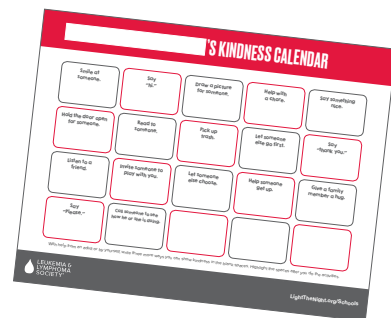 'S KINDNESS CALENDAR
Smile at
someone.
Say
"Hi."
Draw a picture
for someone.
Help with
a chore.
Say something
nice.
Hold the door open
for someone.
Read to
someone.
Pick up
trash.
Let someone
else go first.
Say
"Thank you."
Listen to a
friend.
Invite someone to
play with you.
Let someone
else choose.
Help someone
get up.
Give a family
member a hug.
Say
"Please."
LEUKEMIA &
LYMPHOMA
SOCIETY
LightTheNight.org/Schools